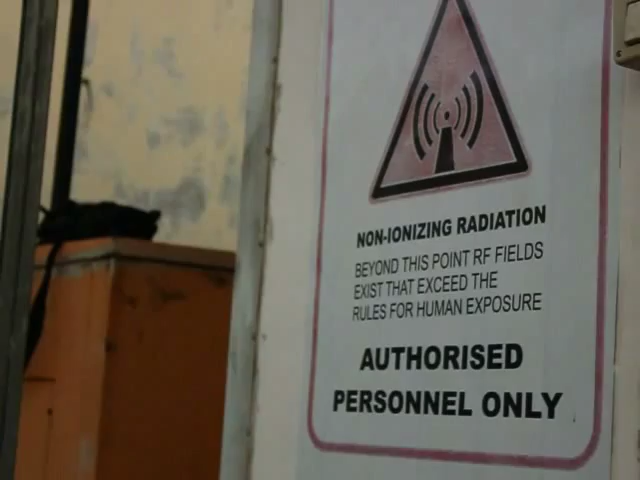 NON-IONIZING RADIATION
BEYOND THIS POINT RF FIELDS
EXIST THAT EXCEED THE
RULES FOR HUMAN EXPOSURE
AUTHORISED
PERSONNEL ONLY